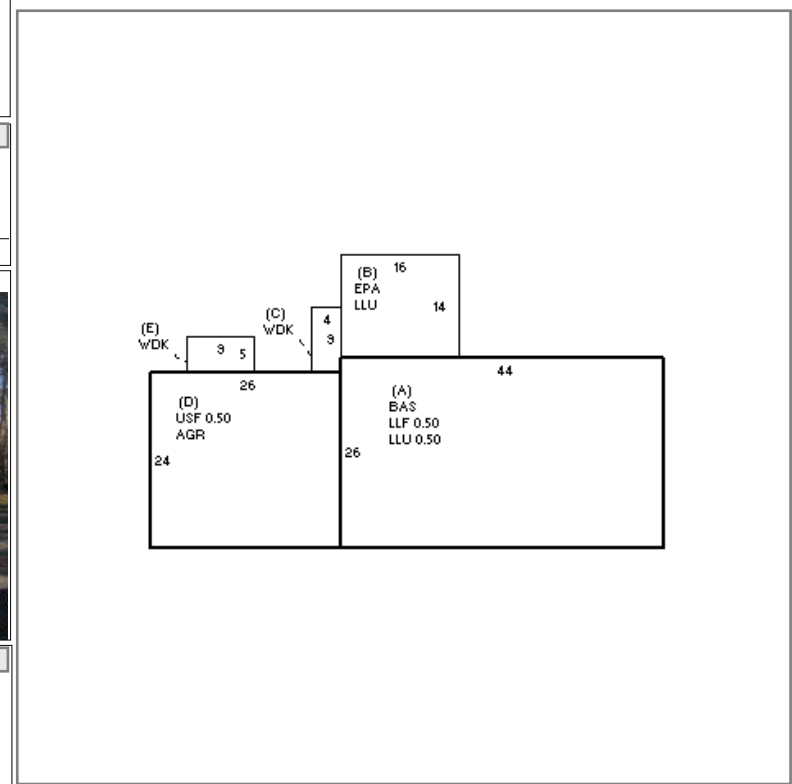 (B)
EPA
LLU
16
14
(C)
WDK
4
9
(E)
WDK
9
5
44
26
(D)
USF 0.50
AGR
(A)
BAS
LLF 0.50
LLU 0.50
26
24